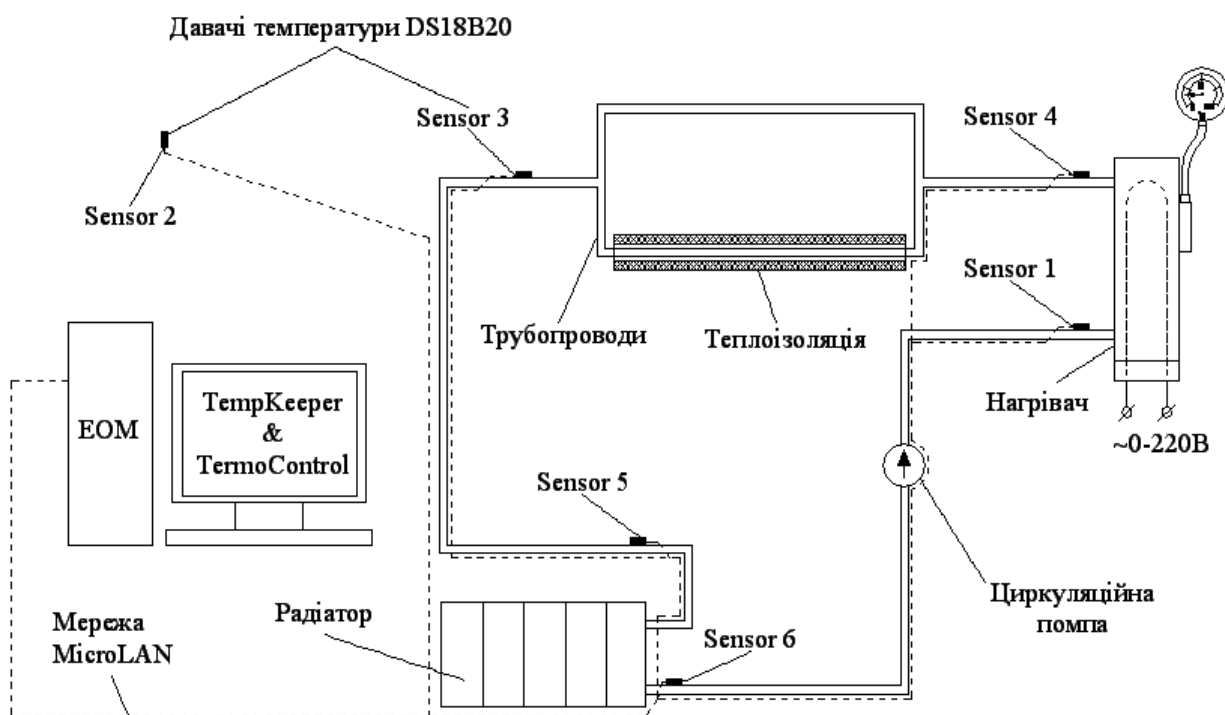 Давачі температури DS18B20
Sensor 3
Sensor 4
Sensor 2
Sensor 1
Трубопроводи
Теплоізоляція
Нагрівач
~0-220В
ЕОМ
TempKeeper
&
TermoControl
Sensor 5
Циркуляційна
помпа
Радіатор
Мережа
MicroLAN
Sensor 6